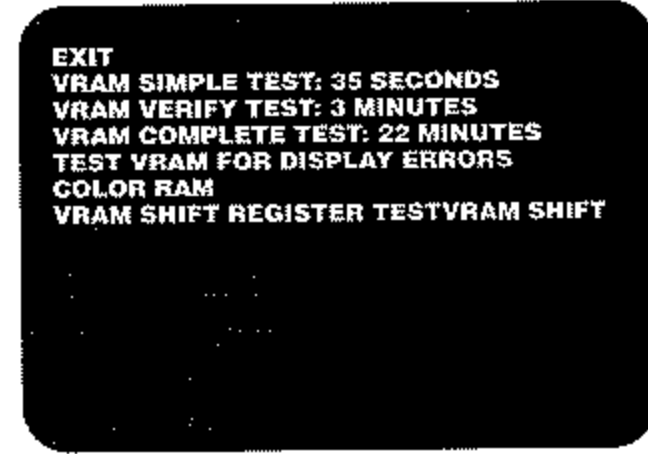 EXIT
VRAM SIMPLE TEST: 35 SECONDS
VRAM VERIFY TEST: 3 MINUTES
VRAM COMPLETE TEST: 22 MINUTES
TEST VRAM FOR DISPLAY ERRORS
COLOR RAM
VRAM SHIFT REGISTER TESTVRAM SHIFT